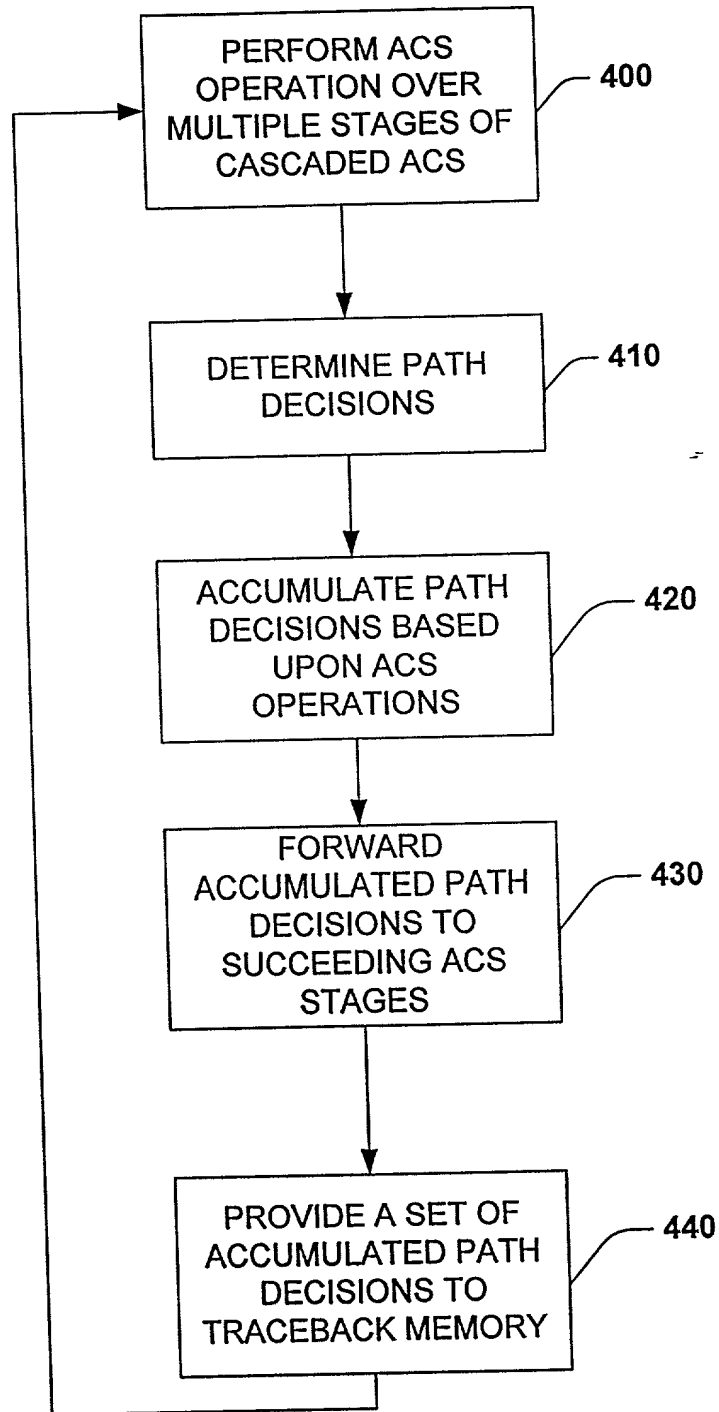 PERFORM ACS
OPERATION OVER
MULTIPLE STAGES OF
CASCADED ACS
400
DETERMINE PATH
DECISIONS
410
ACCUMULATE PATH
DECISIONS BASED
UPON ACS
OPERATIONS
420
FORWARD
ACCUMULATED PATH
DECISIONS TO
SUCCEEDING ACS
STAGES
430
PROVIDE A SET OF
ACCUMULATED PATH
DECISIONS TO
TRACEBACK MEMORY
440